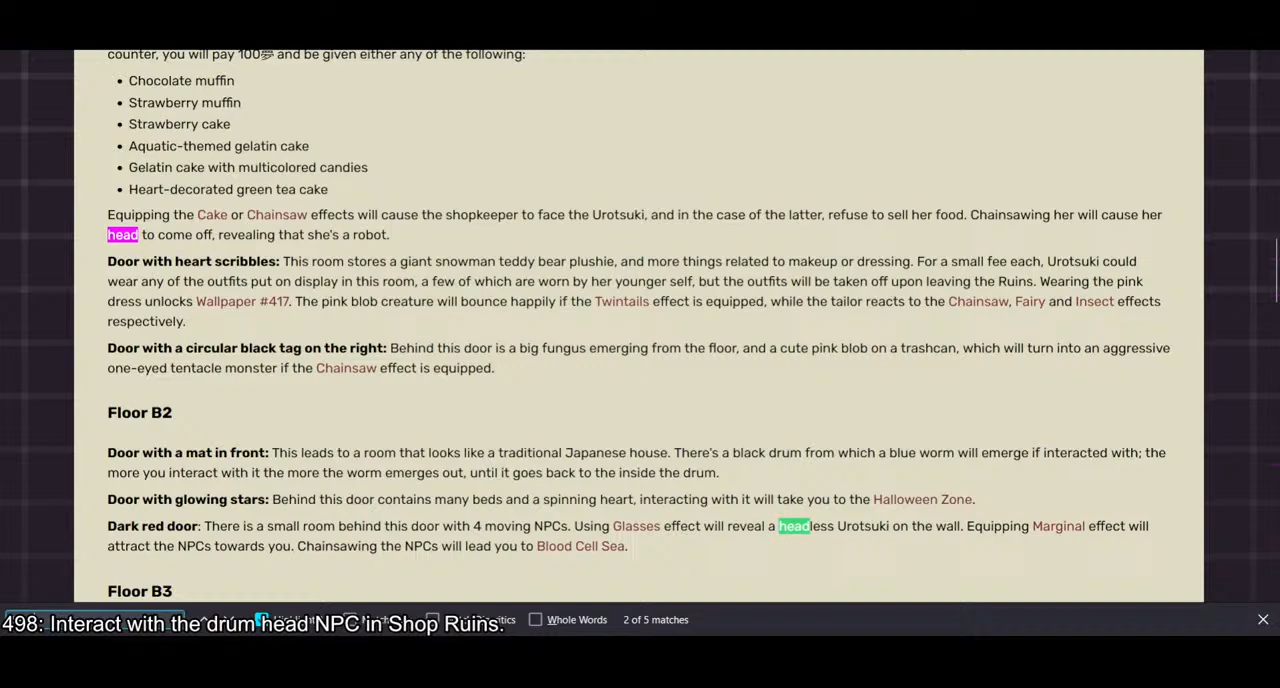 counter, you will pay 100夢 and be given either any of the following:
• Chocolate muffin
• Strawberry muffin
• Strawberry cake
• Aquatic-themed gelatin cake
• Gelatin cake with multicolored candies
• Heart-decorated green tea cake
Equipping the Cake or Chainsaw effects will cause the shopkeeper to face the Urotsuki, and in the case of the latter, refuse to sell her food. Chainsawing her will cause her
head to come off, revealing that she's a robot.
Door with heart scribbles: This room stores a giant snowman teddy bear plushie, and more things related to makeup or dressing. For a small fee each, Urotsuki could
wear any of the outfits put on display in this room, a few of which are worn by her younger self, but the outfits will be taken off upon leaving the Ruins. Wearing the pink
dress unlocks Wallpaper #417. The pink blob creature will bounce happily if the Twintails effect is equipped, while the tailor reacts to the Chainsaw, Fairy and Insect effects
respectively.
Door with a circular black tag on the right: Behind this door is a big fungus emerging from the floor, and a cute pink blob on a trashcan, which will turn into an aggressive
one-eyed tentacle monster if the Chainsaw effect is equipped.
Floor B2
Door with a mat in front: This leads to a room that looks like a traditional Japanese house. There's a black drum from which a blue worm will emerge if interacted with; the
more you interact with it the more the worm emerges out, until it goes back to the inside the drum.
Door with glowing stars: Behind this door contains many beds and a spinning heart, interacting with it will take you to the Halloween Zone.
Dark red door: There is a small room behind this door with 4 moving NPCs. Using Glasses effect will reveal a headless Urotsuki on the wall. Equipping Marginal effect will
attract the NPCs towards you. Chainsawing the NPCs will lead you to Blood Cell Sea.
Floor B3
498: Interact with the drum head NPC in Shop Ruins.
Whole Words 2 of 5 matches